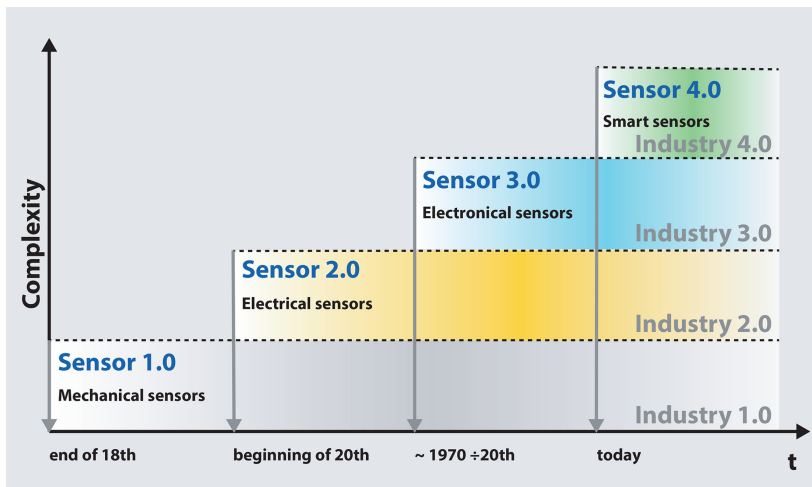 Complexity
Sensor 4.0
Smart sensors
Industry 4.0
Sensor 3.0
Electronical sensors
Industry 3.0
Sensor 2.0
Electrical sensors
Industry 2.0
Sensor 1.0
Mechanical sensors
Industry 1.0
end of 18th
beginning of 20th
~ 1970 ÷20th
today
t